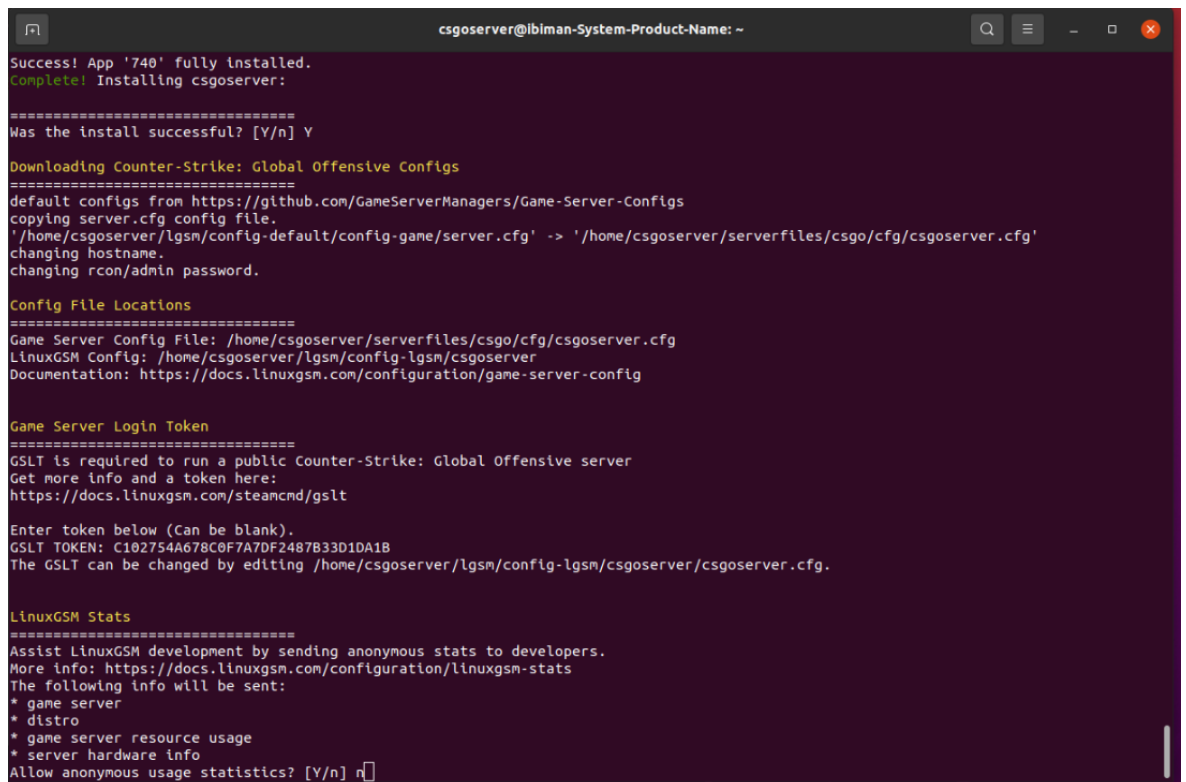 csgoserver@ibiman-System-Product-Name: ~
Success! App '740' fully installed.
Complete! Installing csgoserver:
=================================
Was the install successful? [Y/n] Y
Downloading Counter-Strike: Global Offensive Configs
=================================
default configs from https://github.com/GameServerManagers/Game-Server-Configs
copying server.cfg config file.
'/home/csgoserver/lgsm/config-default/config-game/server.cfg' -> '/home/csgoserver/serverfiles/csgo/cfg/csgoserver.cfg'
changing hostname.
changing rcon/admin password.
Config File Locations
=================================
Game Server Config File: /home/csgoserver/serverfiles/csgo/cfg/csgoserver.cfg
LinuxGSM Config: /home/csgoserver/lgsm/config-lgsm/csgoserver
Documentation: https://docs.linuxgsm.com/configuration/game-server-config
Game Server Login Token
=================================
GSLT is required to run a public Counter-Strike: Global Offensive server
Get more info and a token here:
https://docs.linuxgsm.com/steamcmd/gslt
Enter token below (Can be blank).
GSLT TOKEN: C102754A678C0F7A7DF2487B33D1DA1B
The GSLT can be changed by editing /home/csgoserver/lgsm/config-lgsm/csgoserver/csgoserver.cfg.
LinuxGSM Stats
=================================
Assist LinuxGSM development by sending anonymous stats to developers.
More info: https://docs.linuxgsm.com/configuration/linuxgsm-stats
The following info will be sent:
* game server
* distro
* game server resource usage
* server hardware info
Allow anonymous usage statistics? [Y/n] n